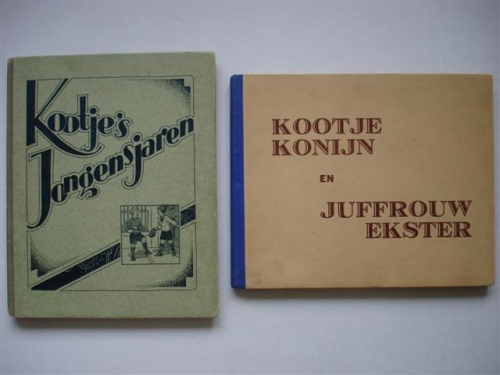 Kootje's
Jongensjaren
KOOTJE
KONIJN
EN
JUFFROUW
EKSTER